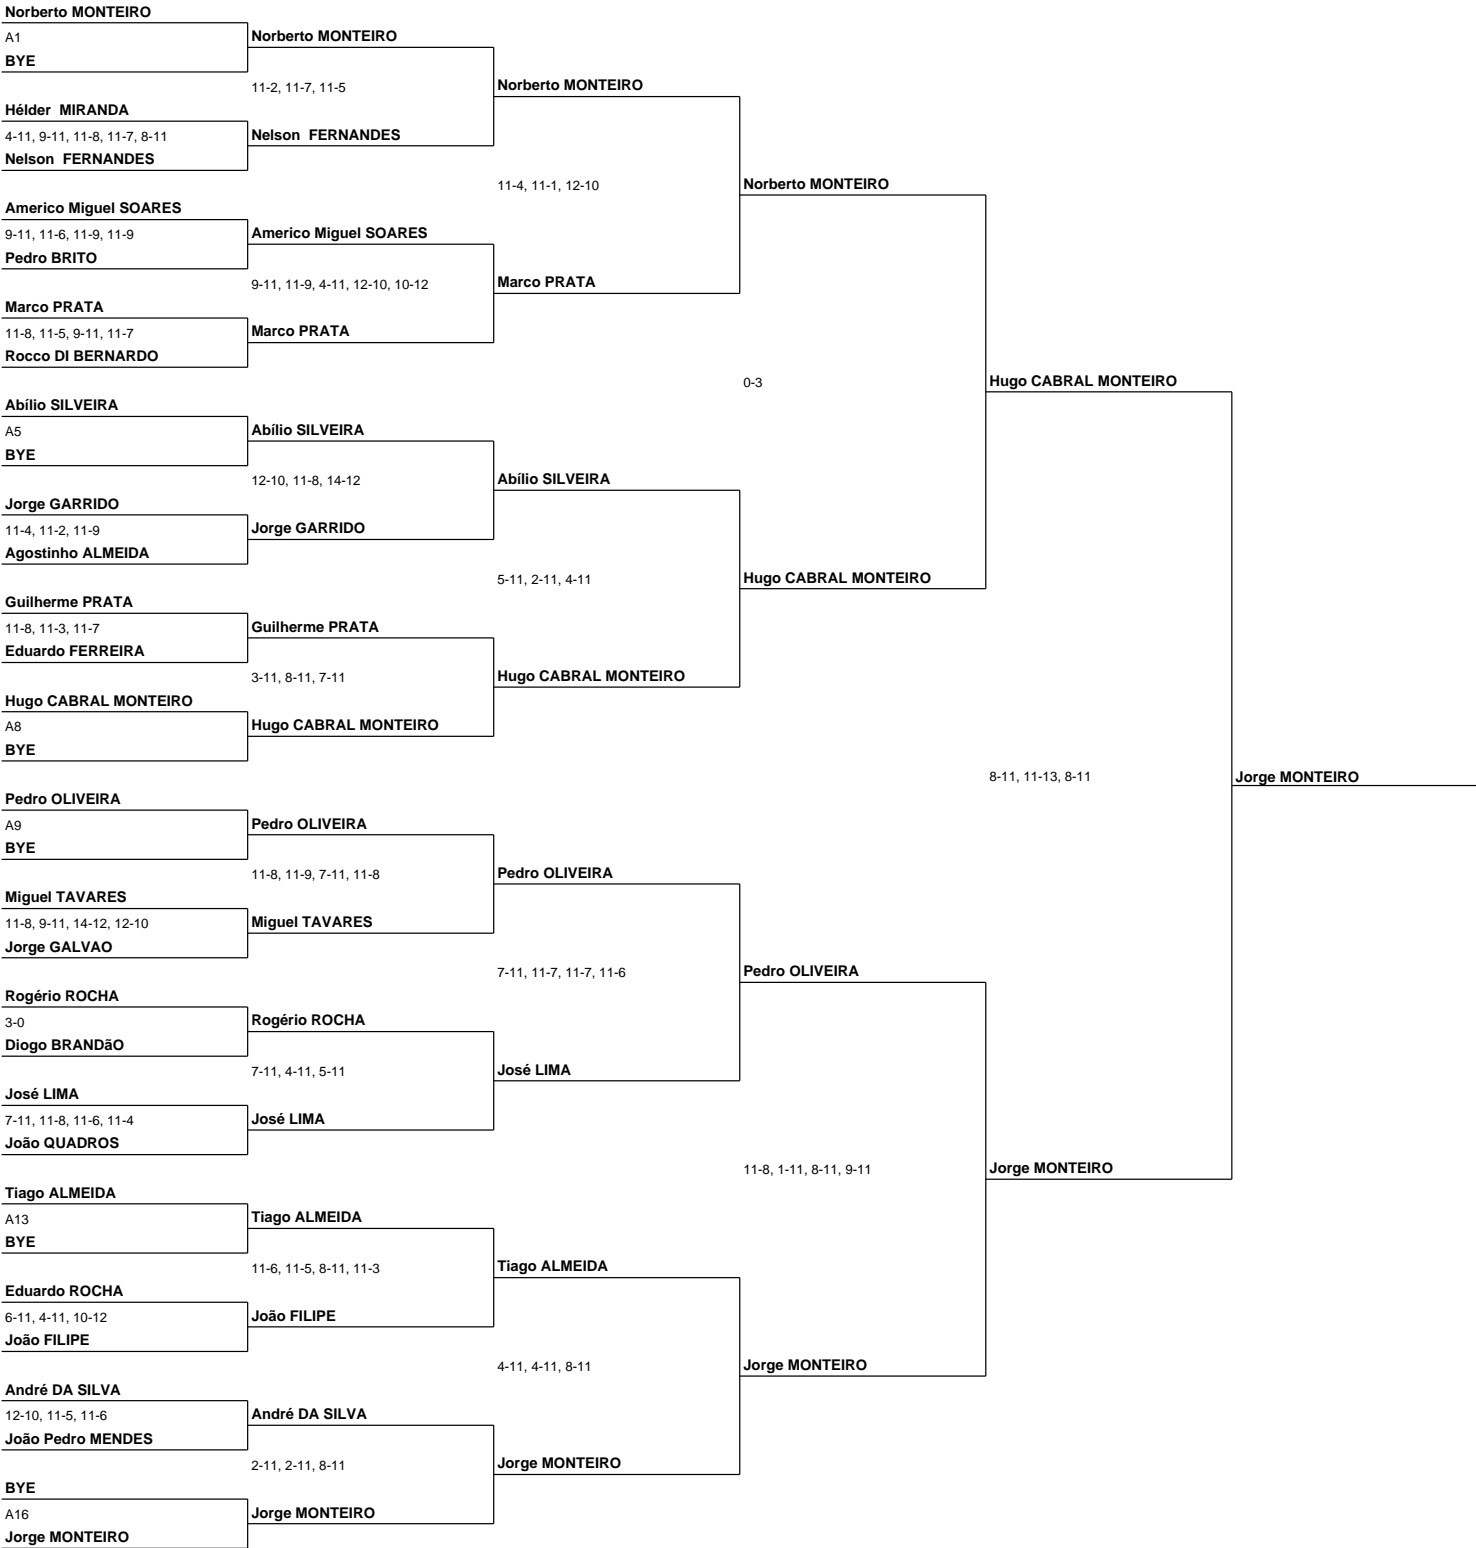 Norberto MONTEIRO
A1
BYE
Hélder  MIRANDA
4-11, 9-11, 11-8, 11-7, 8-11
Nelson  FERNANDES
Americo Miguel SOARES
9-11, 11-6, 11-9, 11-9
Pedro BRITO
Marco PRATA
11-8, 11-5, 9-11, 11-7
Rocco DI BERNARDO
Abílio SILVEIRA
A5
BYE
Jorge GARRIDO
11-4, 11-2, 11-9
Agostinho ALMEIDA
Guilherme PRATA
11-8, 11-3, 11-7
Eduardo FERREIRA
Hugo CABRAL MONTEIRO
A8
BYE
Pedro OLIVEIRA
A9
BYE
Miguel TAVARES
11-8, 9-11, 14-12, 12-10
Jorge GALVAO
Rogério ROCHA
3-0
Diogo BRANDãO
José LIMA
7-11, 11-8, 11-6, 11-4
João QUADROS
Tiago ALMEIDA
A13
BYE
Eduardo ROCHA
6-11, 4-11, 10-12
João FILIPE
André DA SILVA
12-10, 11-5, 11-6
João Pedro MENDES
BYE
A16
Jorge MONTEIRO
Norberto MONTEIRO
11-2, 11-7, 11-5
Nelson  FERNANDES
Americo Miguel SOARES
9-11, 11-9, 4-11, 12-10, 10-12
Marco PRATA
Abílio SILVEIRA
12-10, 11-8, 14-12
Jorge GARRIDO
Guilherme PRATA
3-11, 8-11, 7-11
Hugo CABRAL MONTEIRO
Pedro OLIVEIRA
11-8, 11-9, 7-11, 11-8
Miguel TAVARES
Rogério ROCHA
7-11, 4-11, 5-11
José LIMA
Tiago ALMEIDA
11-6, 11-5, 8-11, 11-3
João FILIPE
André DA SILVA
2-11, 2-11, 8-11
Jorge MONTEIRO
Norberto MONTEIRO
11-4, 11-1, 12-10
Marco PRATA
Abílio SILVEIRA
5-11, 2-11, 4-11
Hugo CABRAL MONTEIRO
Pedro OLIVEIRA
7-11, 11-7, 11-7, 11-6
José LIMA
Tiago ALMEIDA
4-11, 4-11, 8-11
Jorge MONTEIRO
Norberto MONTEIRO
0-3
Hugo CABRAL MONTEIRO
Pedro OLIVEIRA
11-8, 1-11, 8-11, 9-11
Jorge MONTEIRO
Hugo CABRAL MONTEIRO
8-11, 11-13, 8-11
Jorge MONTEIRO
Jorge MONTEIRO